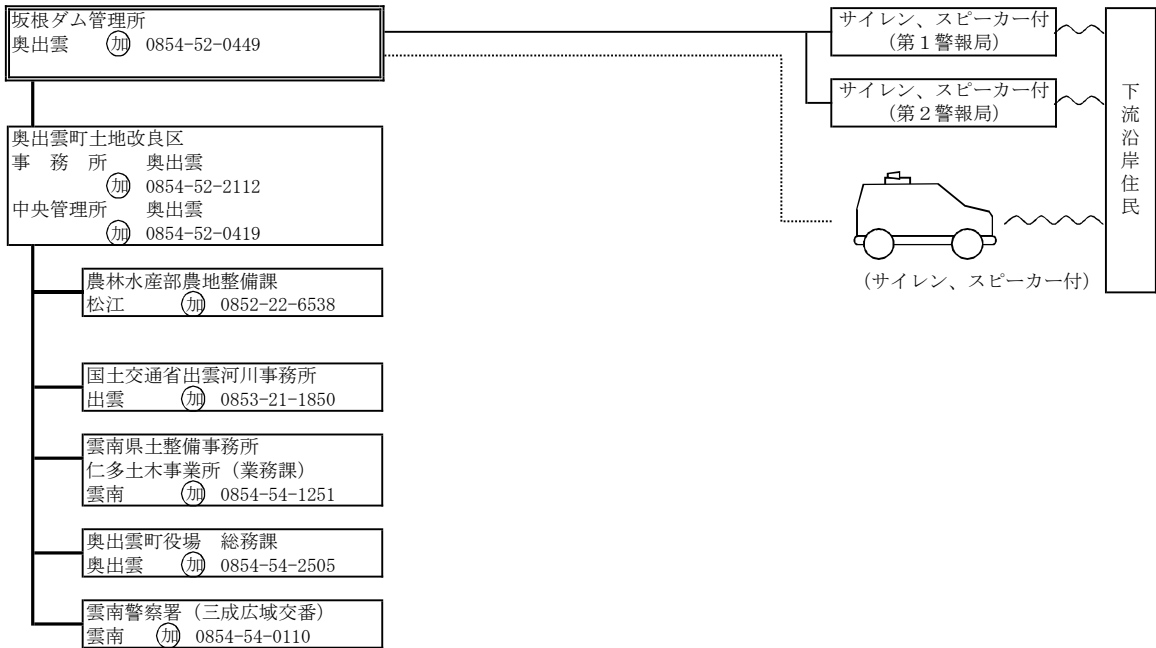 坂根ダム管理所
奥出雲　㋕加 0854-52-0449
奥出雲町土地改良区
事　務　所　　奥出雲
加 0854-52-2112
中央管理所　　奥出雲
加 0854-52-0419
農林水産部農地整備課
松江　　加 0852-22-6538
国土交通省出雲河川事務所
出雲　　加 0853-21-1850
雲南県土整備事務所
仁多土木事業所（業務課）
雲南　　加 0854-54-1251
奥出雲町役場　総務課
奥出雲　　加 0854-54-2505
雲南警察署（三成広域交番）
雲南　加 0854-54-0110
サイレン、スピーカー付
（第１警報局）
サイレン、スピーカー付
（第２警報局）
（サイレン、スピーカー付）
下流沿岸住民